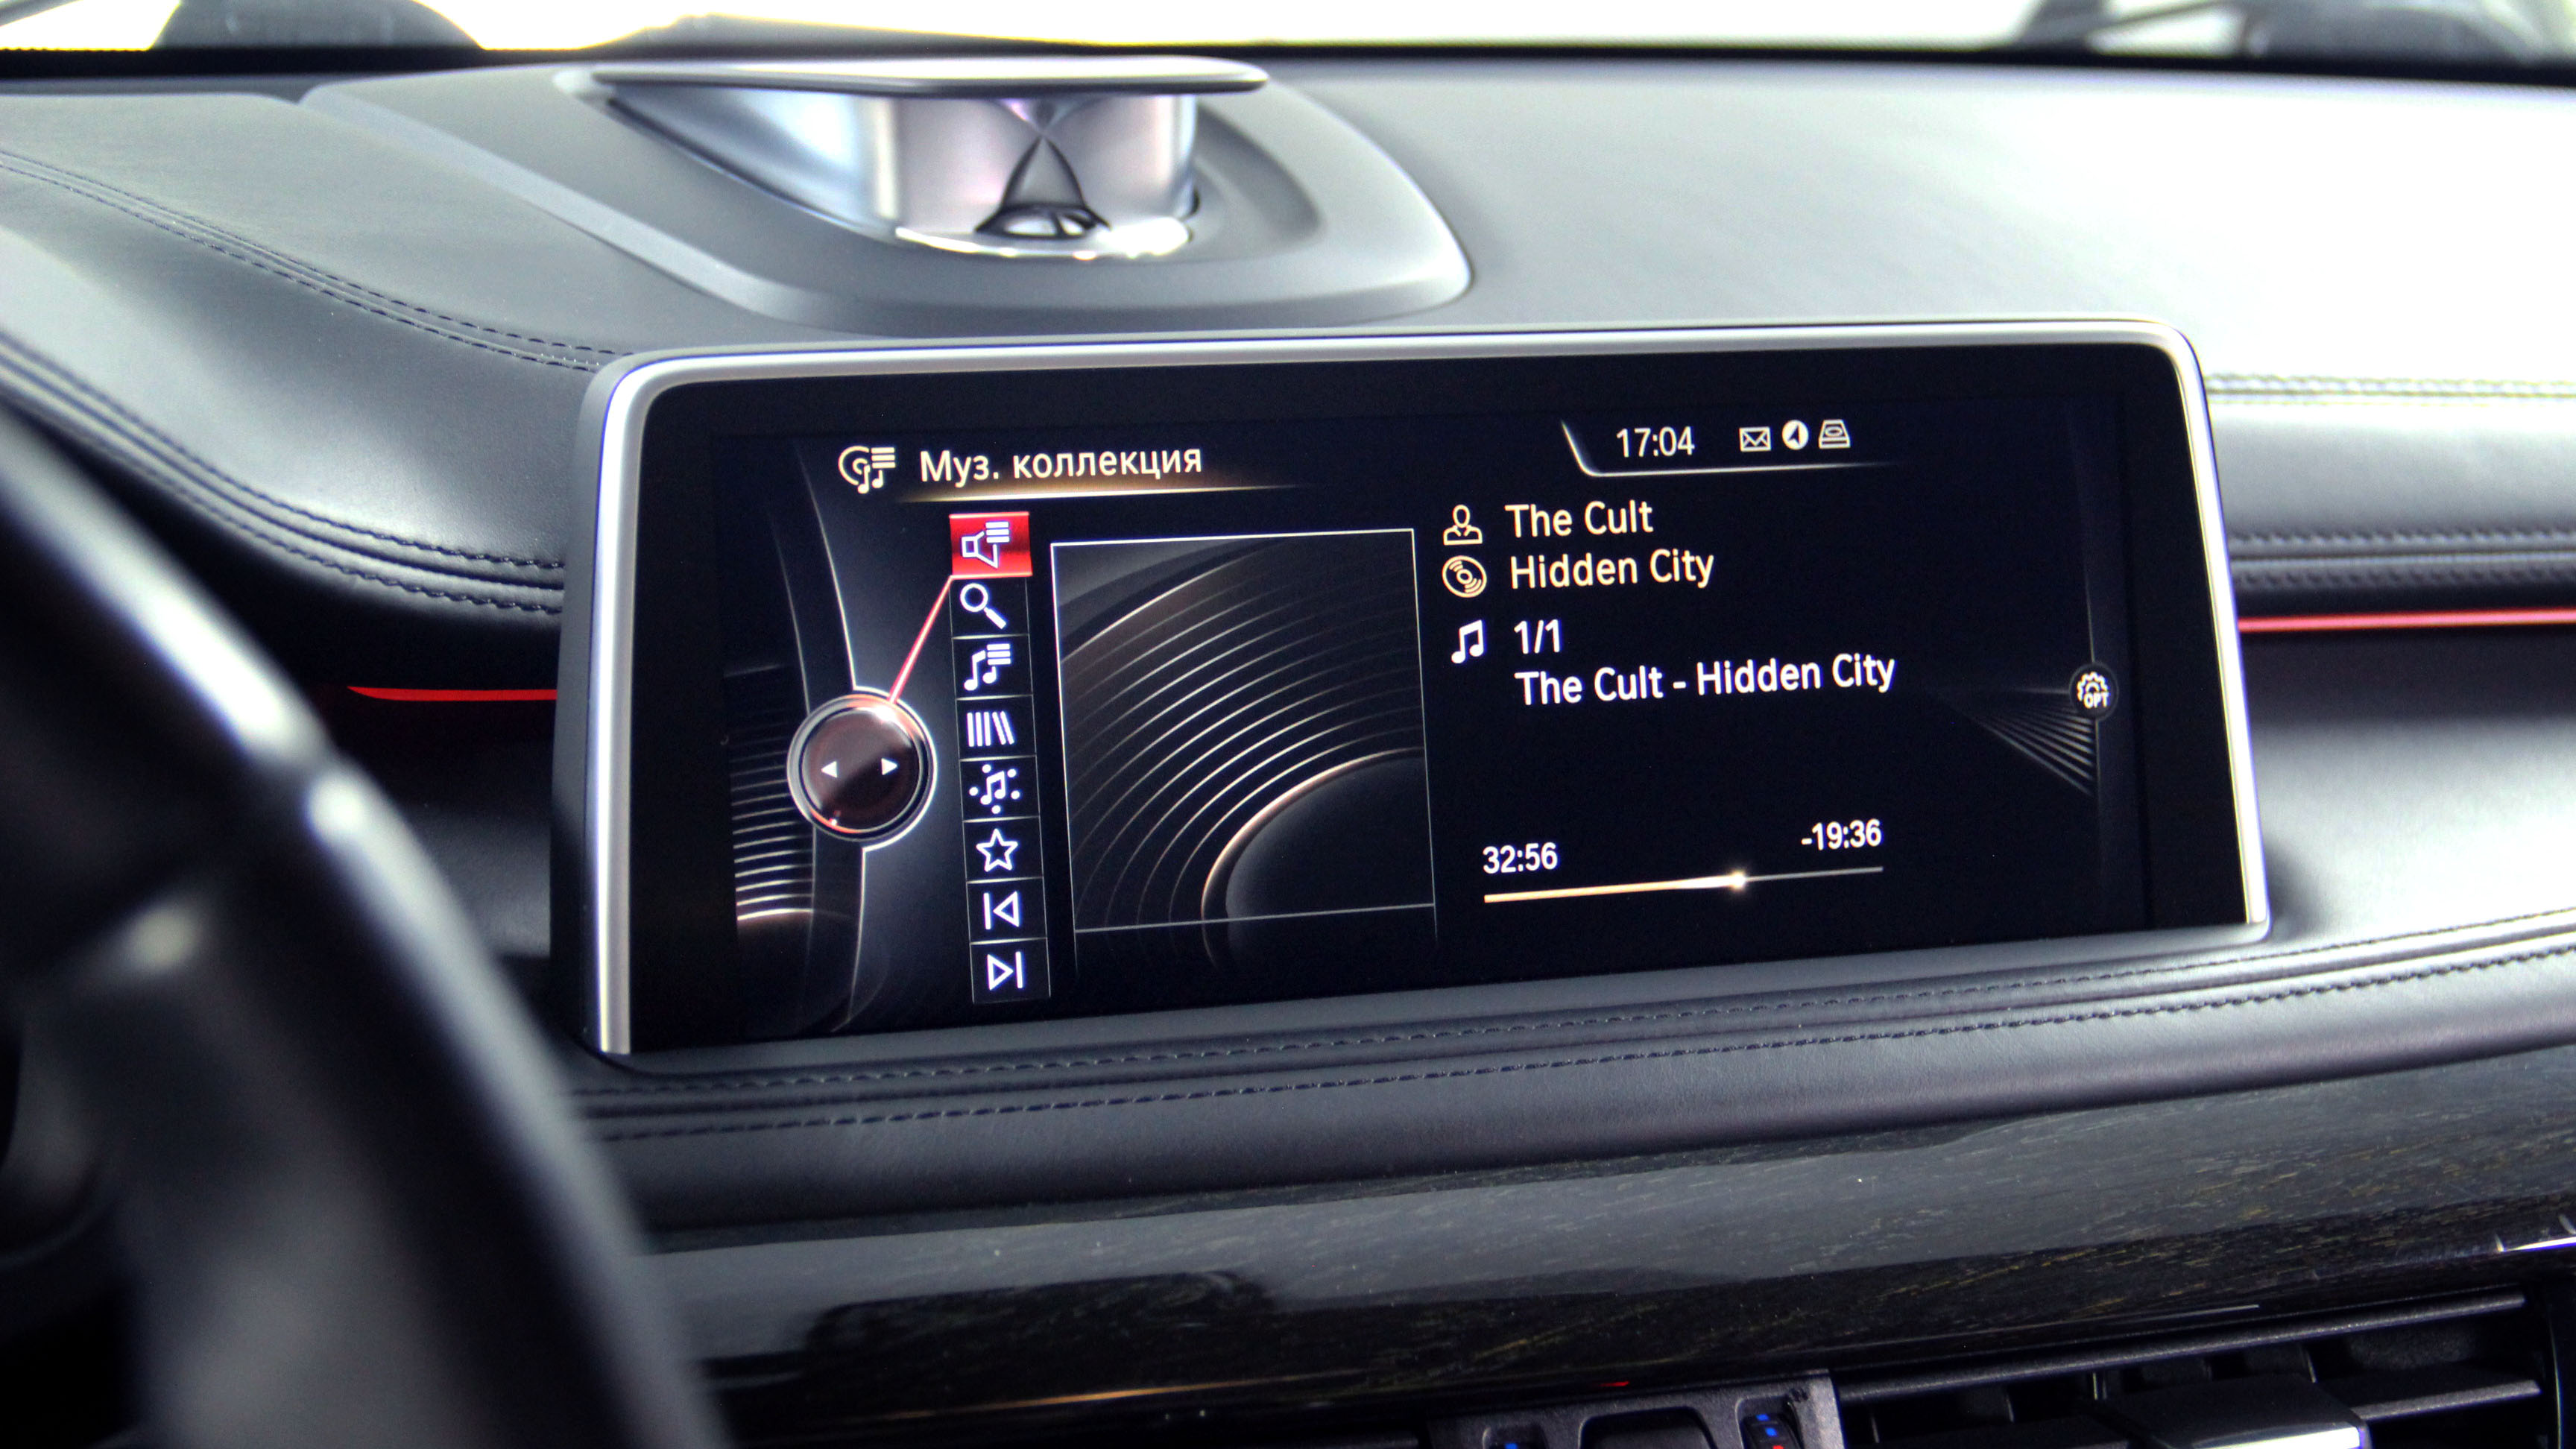 Муз. коллекция
17:04
The Cult
Hidden City
1/1
The Cult - Hidden City
OPT
32:56
-19:36